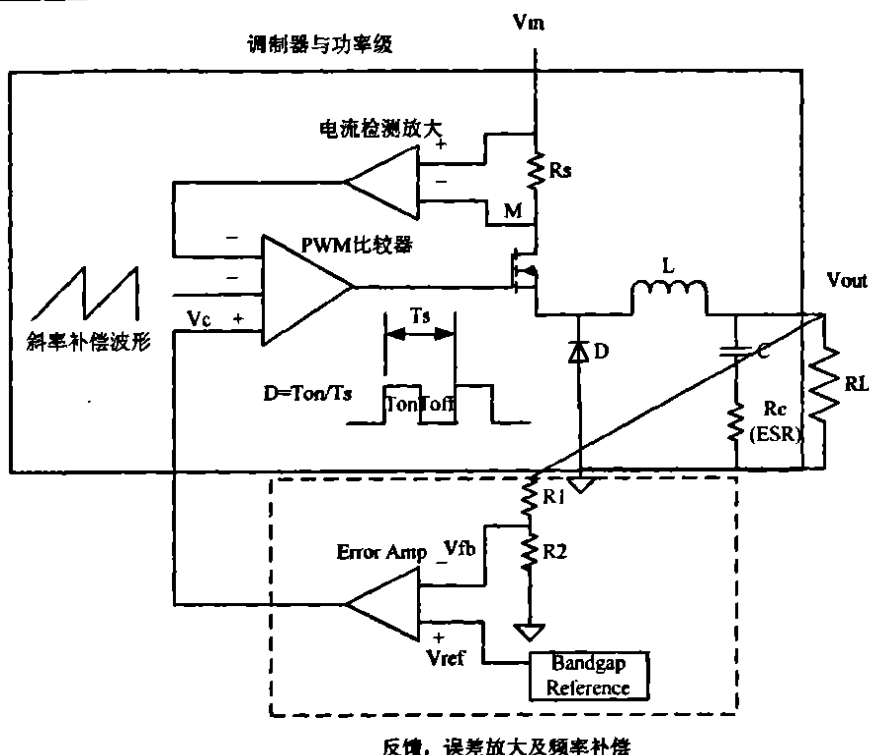 Vin
调制器与功率级
电流检测放大
+
−
Rs
M
−
PWM比较器
−
Vc +
斜率补偿波形
Ts
D=Ton/Ts
Ton Toff
L
Vout
D
C
RL
Rc
(ESR)
R1
Error Amp
−
Vfb
R2
+
Vref
Bandgap
Reference
反馈，误差放大及频率补偿